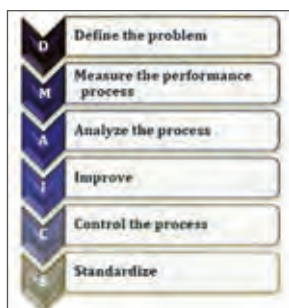 D
Define the problem
M
Measure the performance
process
A
Analyze the process
I
Improve
C
Control the process
S
Standardize